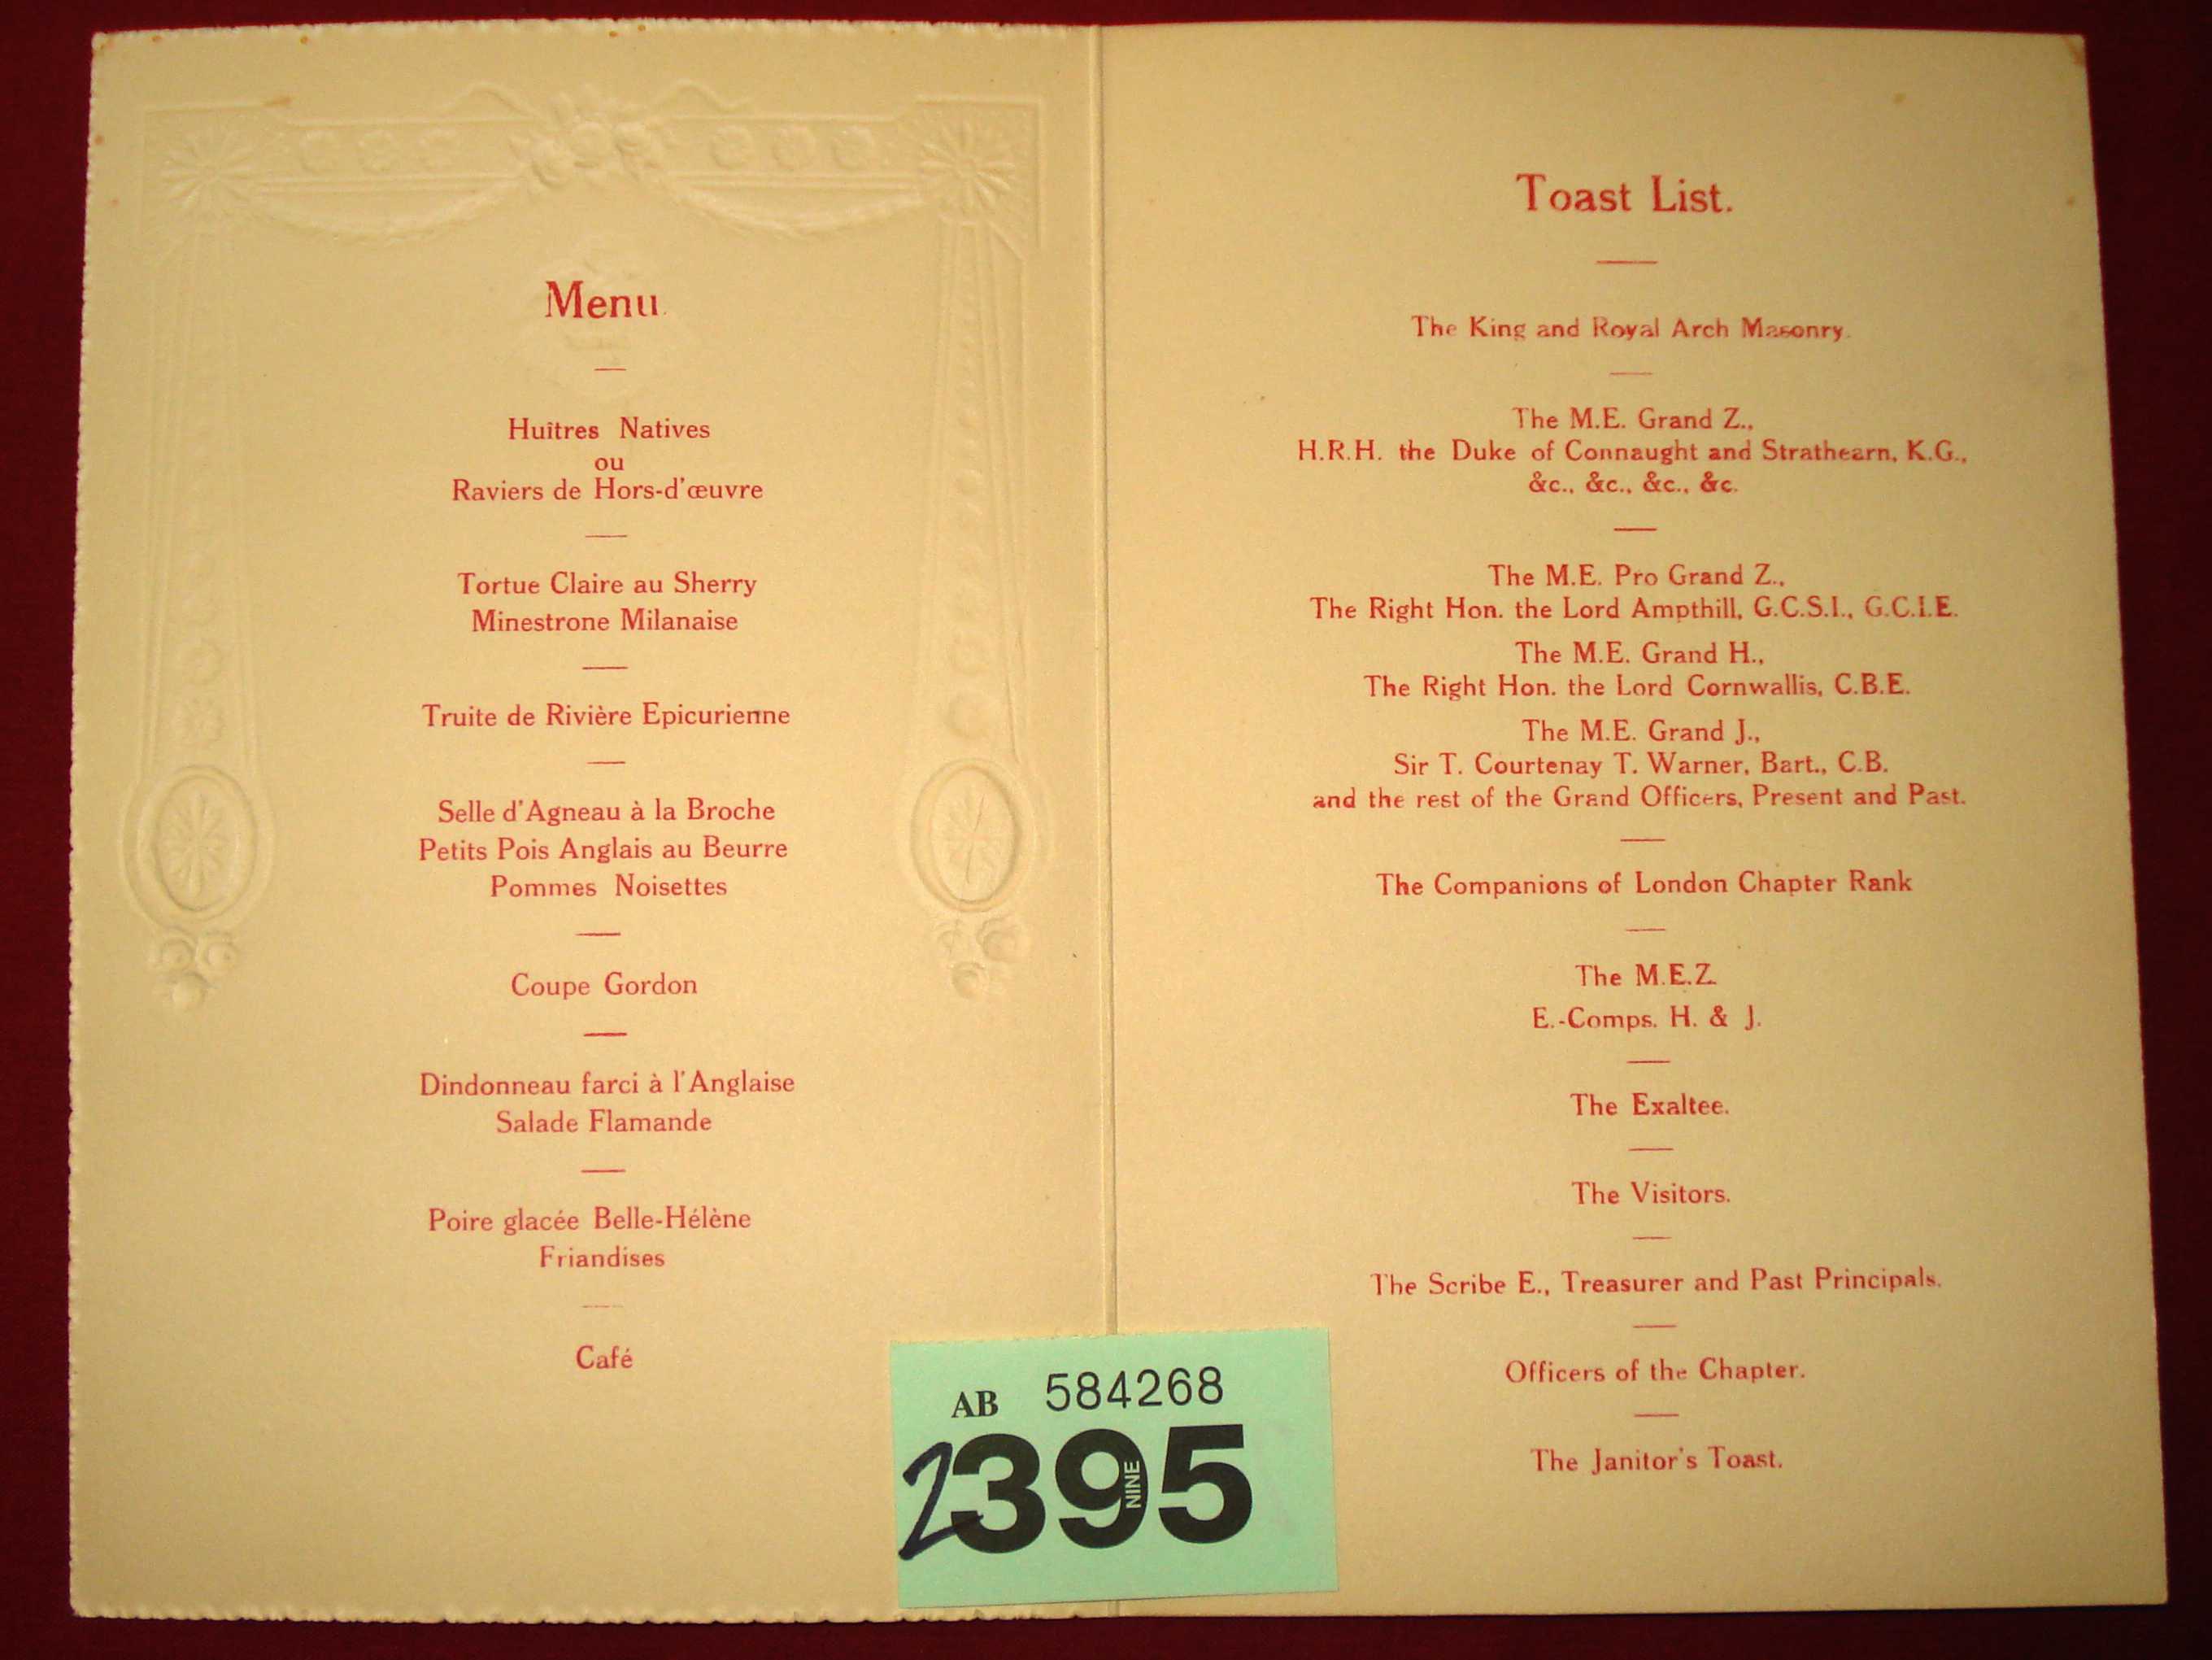 Menu.
Huîtres Natives
ou
Raviers de Hors-d'œuvre
Tortue Claire au Sherry
Minestrone Milanaise
Truite de Rivière Epicurienne
Selle d'Agneau à la Broche
Petits Pois Anglais au Beurre
Pommes Noisettes
Coupe Gordon
Dindonneau farci à l'Anglaise
Salade Flamande
Poire glacée Belle-Hélène
Friandises
Café
Toast List.
The King and Royal Arch Masonry.
The M.E. Grand Z.,
H.R.H. the Duke of Connaught and Strathearn, K.G.,
&c., &c., &c., &c.
The M.E. Pro Grand Z.,
The Right Hon. the Lord Ampthill, G.C.S.I., G.C.I.E.
The M.E. Grand H.,
The Right Hon. the Lord Cornwallis, C.B.E.
The M.E. Grand J.,
Sir T. Courtenay T. Warner, Bart., C.B.
and the rest of the Grand Officers, Present and Past.
The Companions of London Chapter Rank
The M.E.Z.
E.-Comps. H. & J.
The Exaltee.
The Visitors.
The Scribe E., Treasurer and Past Principals.
Officers of the Chapter.
The Janitor's Toast.
AB 584268
2395
NINE